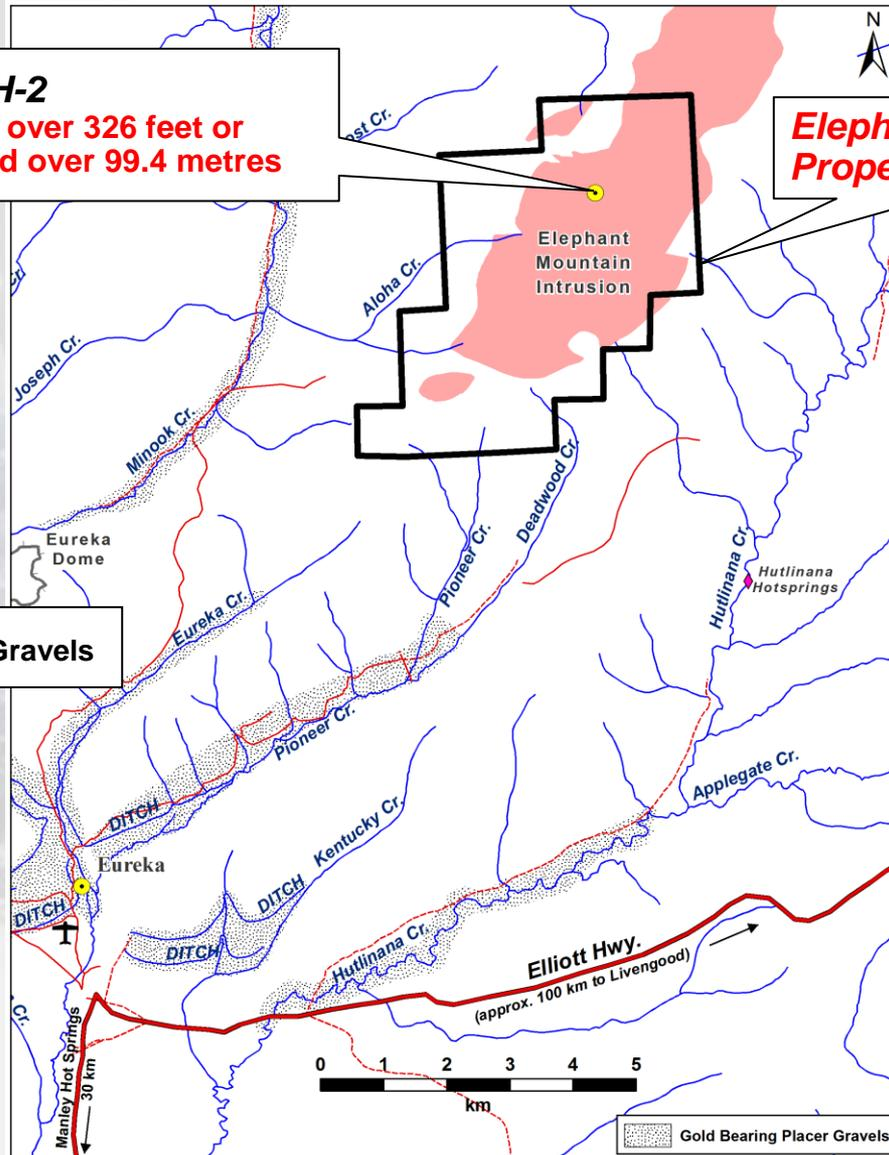 N
H-2
over 326 feet or
d over 99.4 metres
ost Cr.
Eleph
Prope
Elephant
Mountain
Intrusion
Cr.
Aloha Cr.
Joseph Cr.
Minook Cr.
Eureka
Dome
Deadwood Cr.
Pioneer Cr.
Hutlinana Cr.
Hutlinana
Hotsprings
Eureka Cr.
Gravels
Pioneer Cr.
Applegate Cr.
DITCH
Kentucky Cr.
Eureka
DITCH
DITCH
DITCH
Hutlinana Cr.
Elliott Hwy.
(approx. 100 km to Livengood)
Cr.
Manley Hot Springs
30 km
0 1 2 3 4 5
km
Gold Bearing Placer Gravels